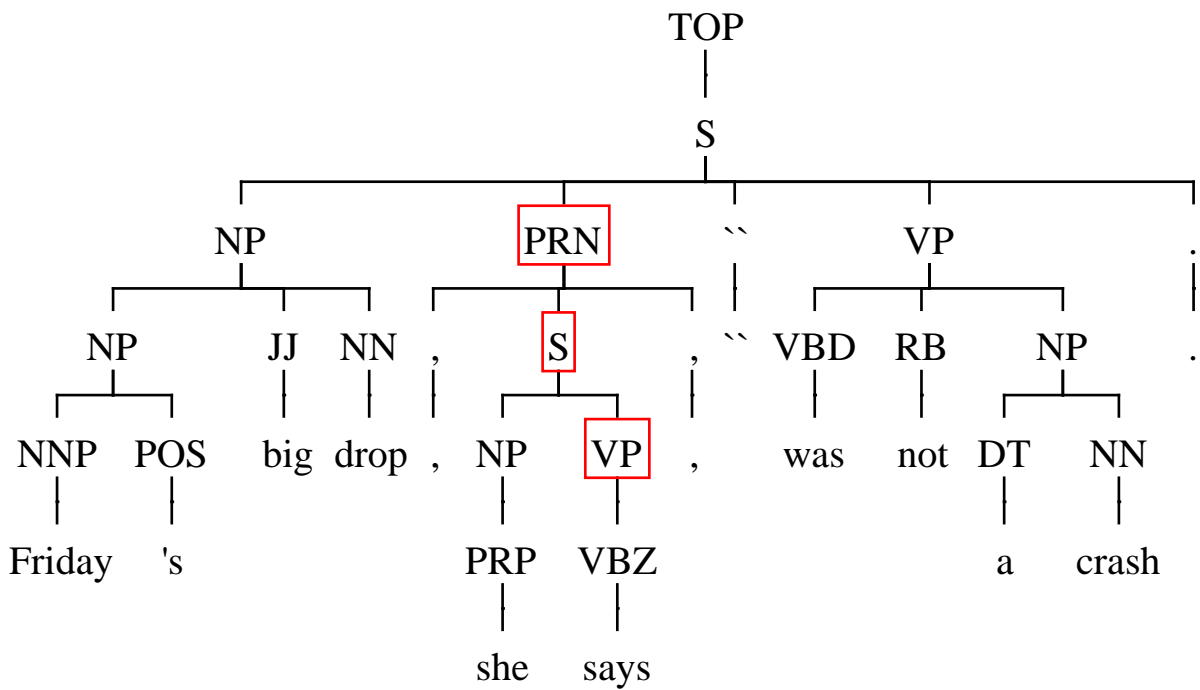 TOP
S
NP PRN `` VP .
NP JJ NN , S , `` VBD RB NP .
NNP POS big drop , NP VP , was not DT NN
Friday 's PRP VBZ a crash
she says